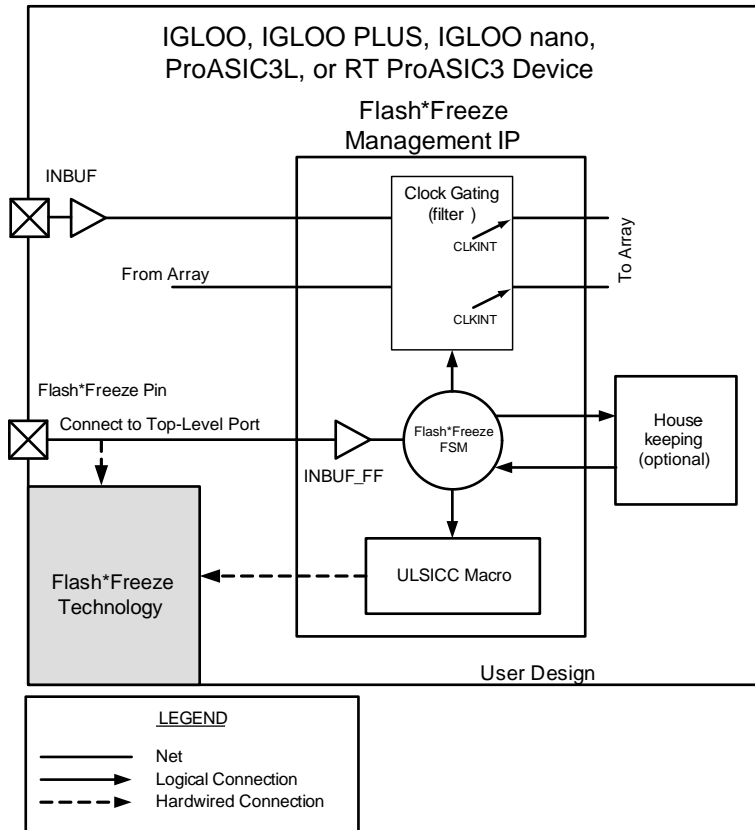 IGLOO, IGLOO PLUS, IGLOO nano,
ProASIC3L, or RT ProASIC3 Device
Flash*Freeze
Management IP
INBUF
Clock Gating
(filter )
CLKINT
To Array
From Array
CLKINT
Flash*Freeze Pin
Connect to Top-Level Port
INBUF_FF
Flash*Freeze
FSM
House
keeping
(optional)
Flash*Freeze
Technology
ULSICC Macro
User Design
LEGEND
Net
Logical Connection
Hardwired Connection